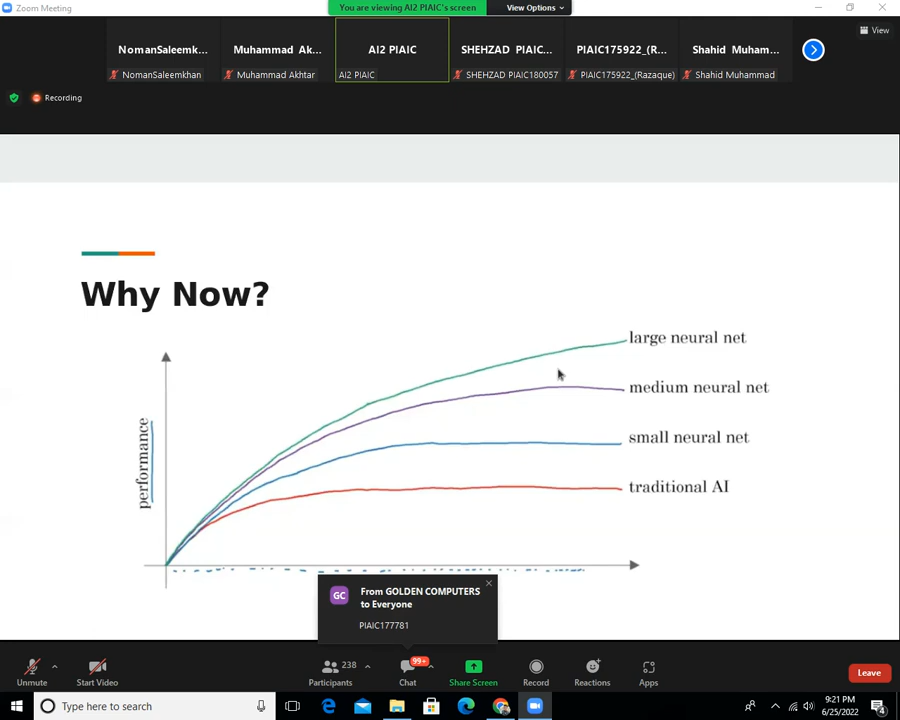 Zoom Meeting
You are viewing AI2 PIAIC's screen
View Options
NomanSaleemk...
Muhammad Ak...
AI2 PIAIC
SHEHZAD PIAIC...
PIAIC175922_(R...
Shahid Muham...
View
NomanSaleemkhan
Muhammad Akhtar
AI2 PIAIC
SHEHZAD PIAIC180057
PIAIC175922_(Razaque)
Shahid Muhammad
Recording
Why Now?
large neural net
medium neural net
small neural net
traditional AI
performance
GC
From GOLDEN COMPUTERS
to Everyone
PIAIC177781
Unmute
Start Video
238
Participants
99+
Chat
Share Screen
Record
Reactions
Apps
Leave
Type here to search
9:21 PM
6/25/2022
4